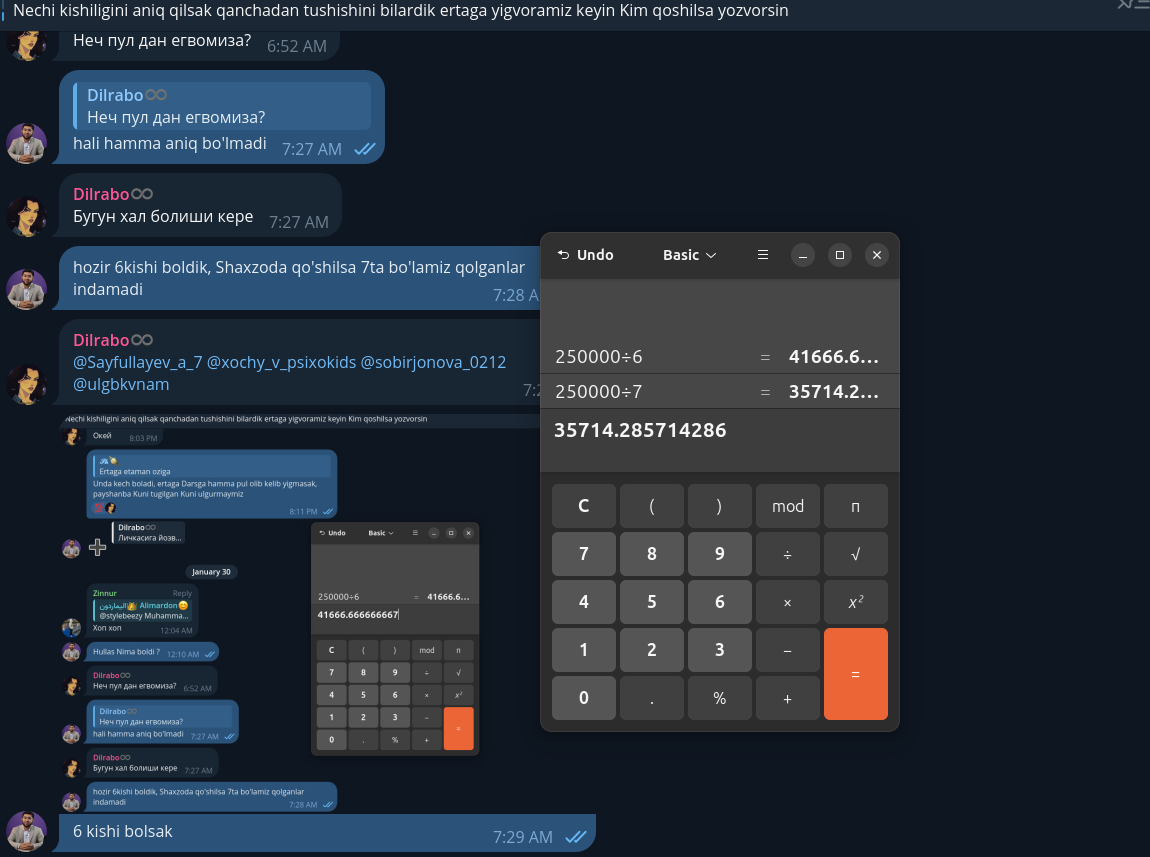 Nechi kishiligini aniq qilsak qanchadan tushishini bilardik ertaga yigvoramiz keyin Kim qoshilsa yozvorsin
Неч пул дан егвомиза? 6:52 AM
Dilrabo
Неч пул дан егвомиза?
hali hamma aniq bo'lmadi 7:27 AM
Dilrabo
Бугун хал болиши кере 7:27 AM
hozir 6kishi boldik, Shaxzoda qo'shilsa 7ta bo'lamiz qolganlar
indamadi
7:28 A
Dilrabo
@Sayfullayev_a_7 @xochy_v_psixokids @sobirjonova_0212
@ulgbkvnam
7:2
Nechi kishiligini aniq qilsak qanchadan tushishini bilardik ertaga yigvoramiz keyin Kim qoshilsa yozvorsin
Окей 8:03 PM
Ertaga etaman oziga
Unda kech boladi, ertaga Darsga hamma pul olib kelib yigmasak,
payshanba Kuni tugilgan Kuni ulgurmaymiz
8:11 PM
Dilrabo
Личкасига йозв...
January 30
Zinnur Reply
Alimardon
@stylebeezy Muhamma...
Хоп хоп 12:04 AM
Hullas Nima boldi ? 12:10 AM
Dilrabo
Неч пул дан егвомиза? 6:52 AM
Dilrabo
Неч пул дан егвомиза?
hali hamma aniq bo'lmadi 7:27 AM
Dilrabo
Бугун хал болиши кере 7:27 AM
hozir 6kishi boldik, Shaxzoda qo'shilsa 7ta bo'lamiz qolganlar
indamadi
7:28 AM
Undo Basic
250000÷6 = 41666.6...
41666.666666667
C ( ) mod π
7 8 9 ÷ √
4 5 6 × x²
1 2 3 −
0 . % + =
6 kishi bolsak 7:29 AM
Undo Basic
250000÷6 = 41666.6...
250000÷7 = 35714.2...
35714.285714286
C ( ) mod π
7 8 9 ÷ √
4 5 6 × x²
1 2 3 −
0 . % + =